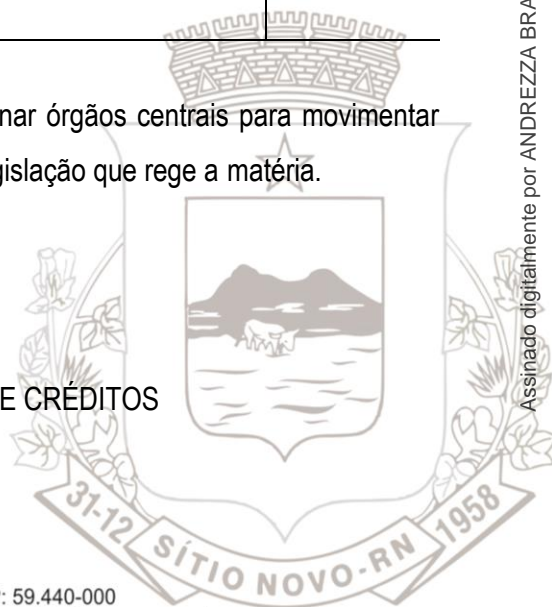 nar órgãos centrais para movimentar
gislação que rege a matéria.
E CRÉDITOS
31-12 SÍTIO NOVO-RN 1958
: 59.440-000
Assinado digitalmente por ANDREZZA BRA